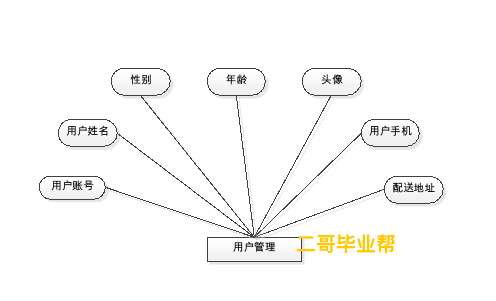 性别
年龄
头像
用户姓名
用户手机
用户账号
配送地址
用户管理
二哥毕业帮